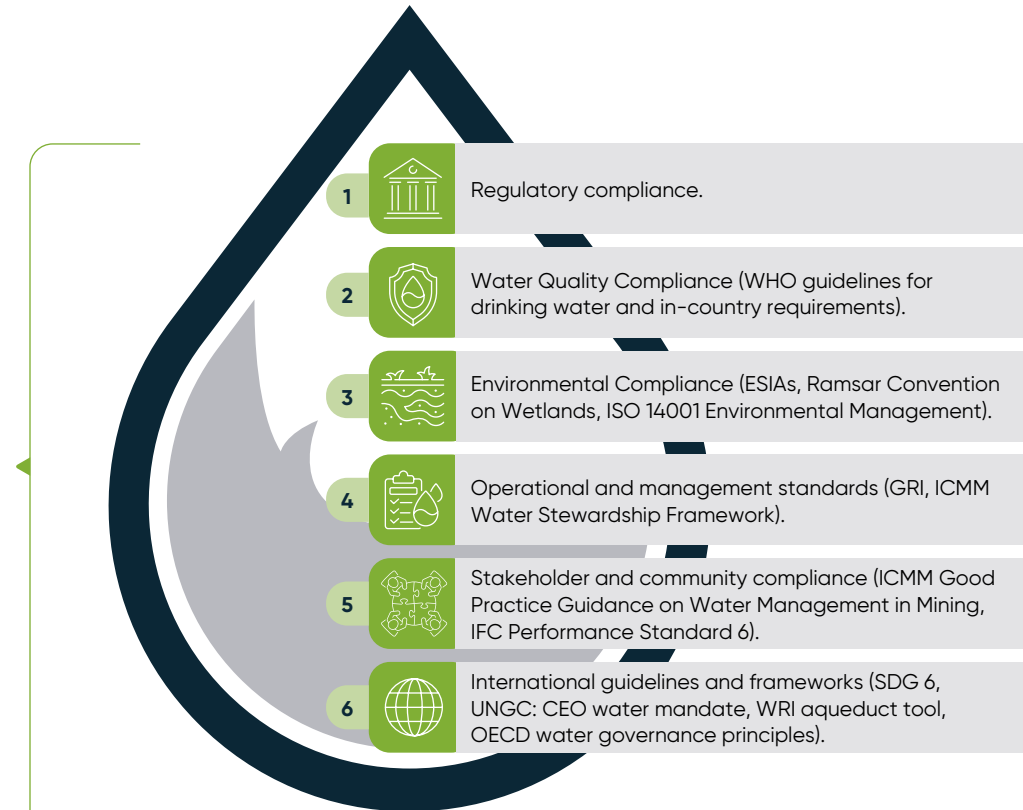 1
Regulatory compliance.
2
Water Quality Compliance (WHO guidelines for
drinking water and in-country requirements).
3
Environmental Compliance (ESIAs, Ramsar Convention
on Wetlands, ISO 14001 Environmental Management).
4
Operational and management standards (GRI, ICMM
Water Stewardship Framework).
5
Stakeholder and community compliance (ICMM Good
Practice Guidance on Water Management in Mining,
IFC Performance Standard 6).
6
International guidelines and frameworks (SDG 6,
UNGC: CEO water mandate, WRI aqueduct tool,
OECD water governance principles).